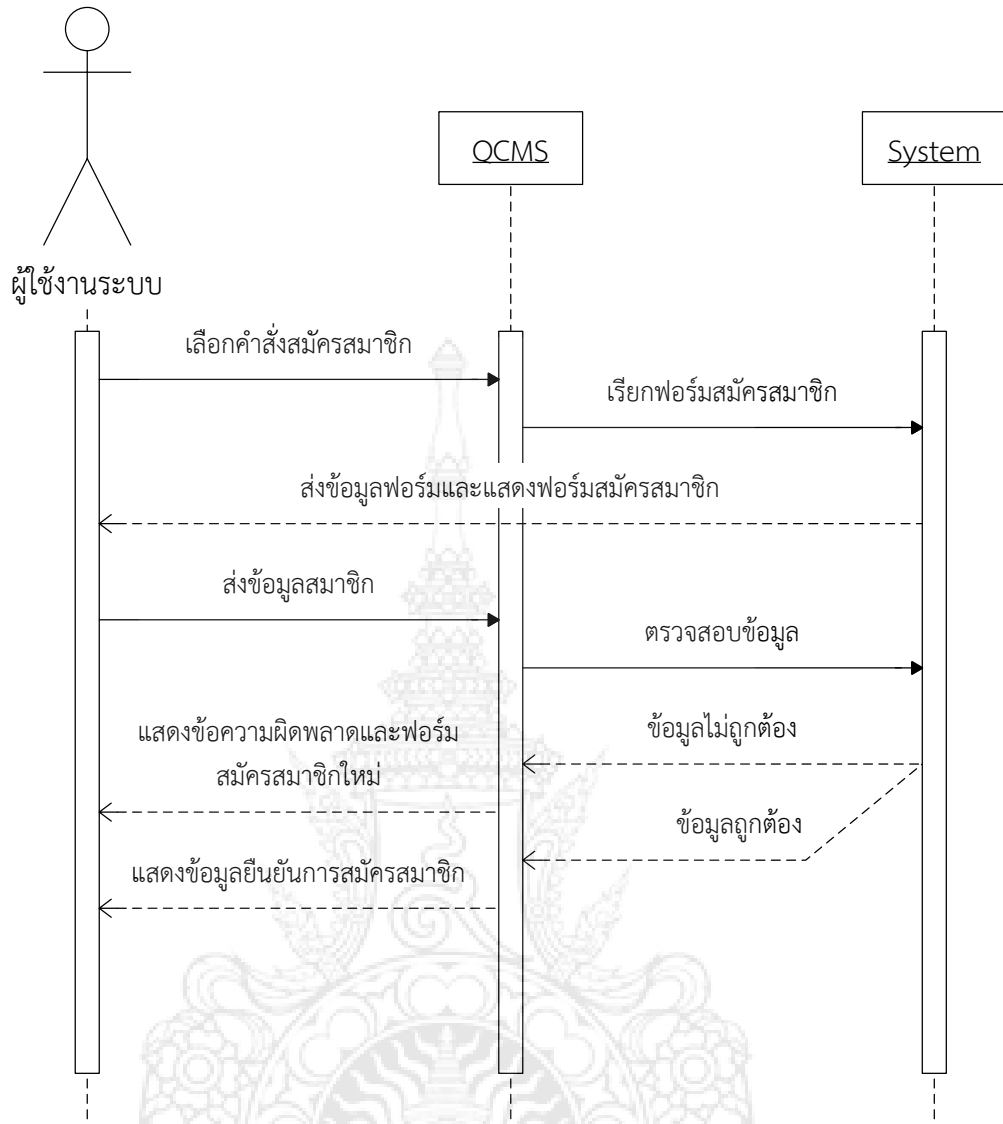 QCMS
System
ผู้ใช้งานระบบ
เลือกคำสั่งสมัครสมาชิก
เรียกฟอร์มสมัครสมาชิก
ส่งข้อมูลฟอร์มและแสดงฟอร์มสมัครสมาชิก
ส่งข้อมูลสมาชิก
ตรวจสอบข้อมูล
แสดงข้อความผิดพลาดและฟอร์ม
สมัครสมาชิกใหม่
ข้อมูลไม่ถูกต้อง
ข้อมูลถูกต้อง
แสดงข้อมูลยืนยันการสมัครสมาชิก